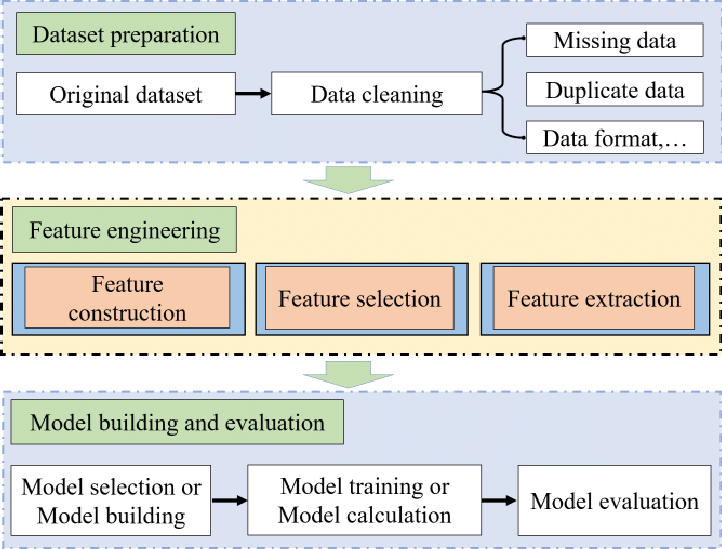 Dataset preparation
Original dataset
Data cleaning
Missing data
Duplicate data
Data format,...
Feature engineering
Feature
construction
Feature selection
Feature extraction
Model building and evaluation
Model selection or
Model building
Model training or
Model calculation
Model evaluation